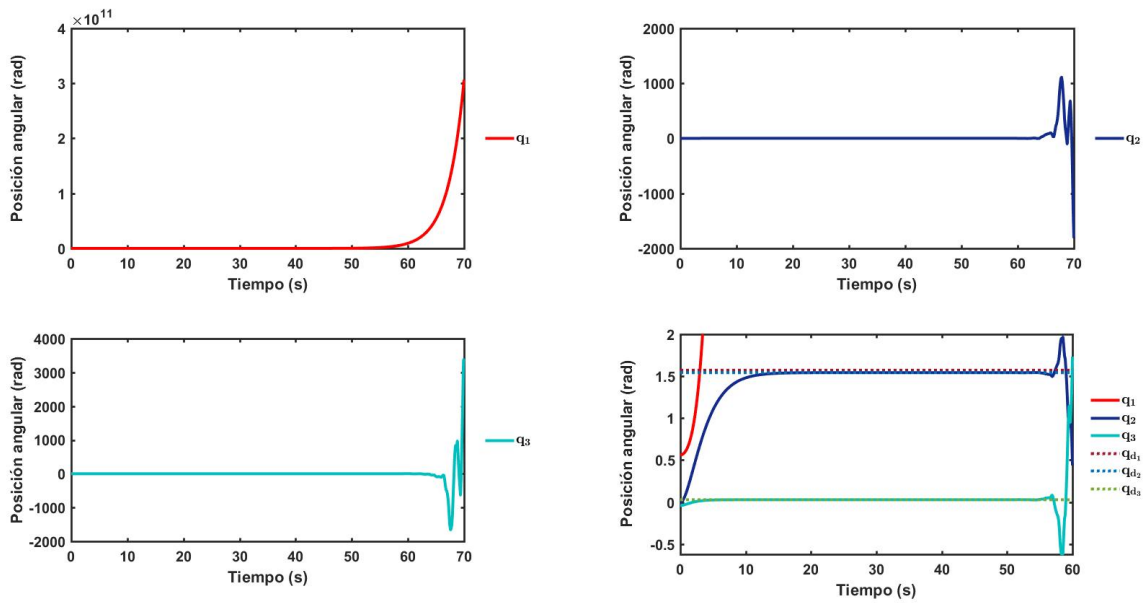 ×10¹¹
4
3
2
1
0
Posición angular (rad)
0 10 20 30 40 50 60 70
Tiempo (s)
q₁
2000
1000
0
-1000
-2000
Posición angular (rad)
0 10 20 30 40 50 60 70
Tiempo (s)
q₂
4000
3000
2000
1000
0
-1000
-2000
Posición angular (rad)
0 10 20 30 40 50 60 70
Tiempo (s)
q₃
2
1.5
1
0.5
0
-0.5
Posición angular (rad)
0 10 20 30 40 50 60
Tiempo (s)
q₁
q₂
q₃
q_d₁
q_d₂
q_d₃